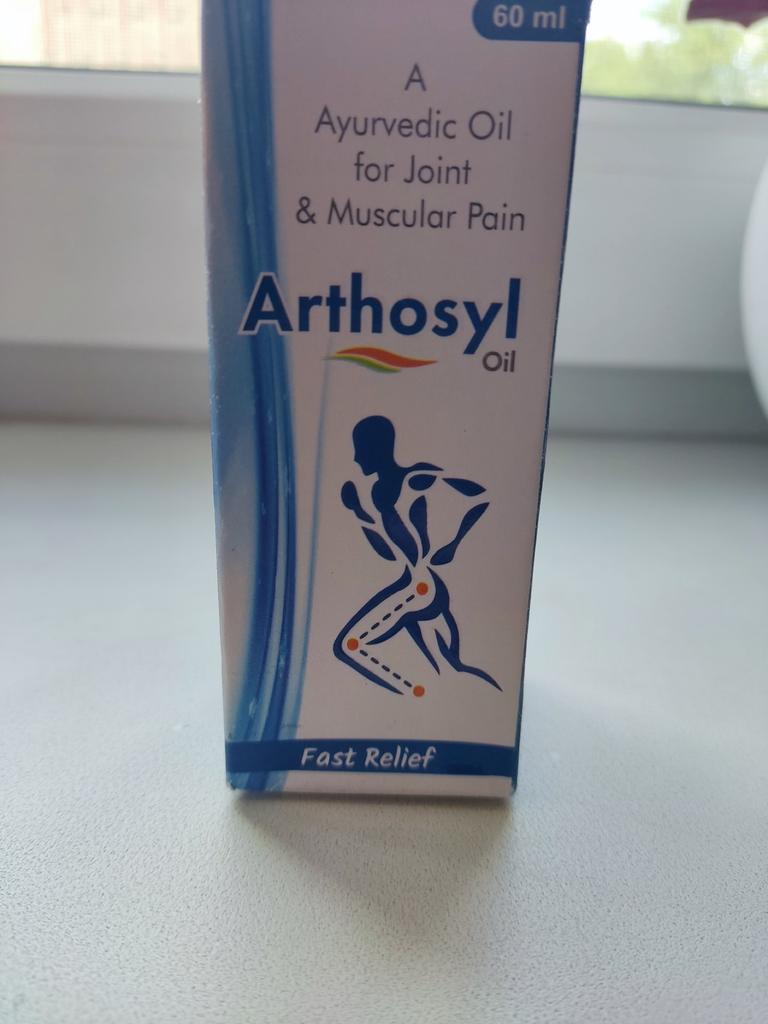 60 ml
A
Ayurvedic Oil
for Joint
& Muscular Pain
Arthosyl
Oil
Fast Relief